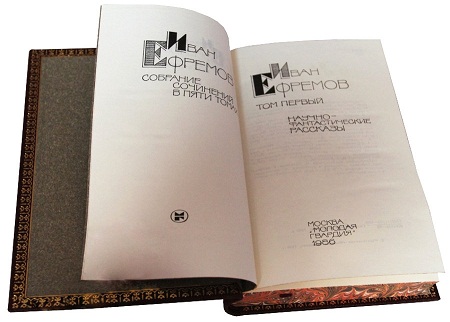 Иван
Ефремов
Собрание
сочинений
в пяти томах
Иван
Ефремов
Том первый
Научно-
фантастические
рассказы
Москва
„Молодая
гвардия"
1986